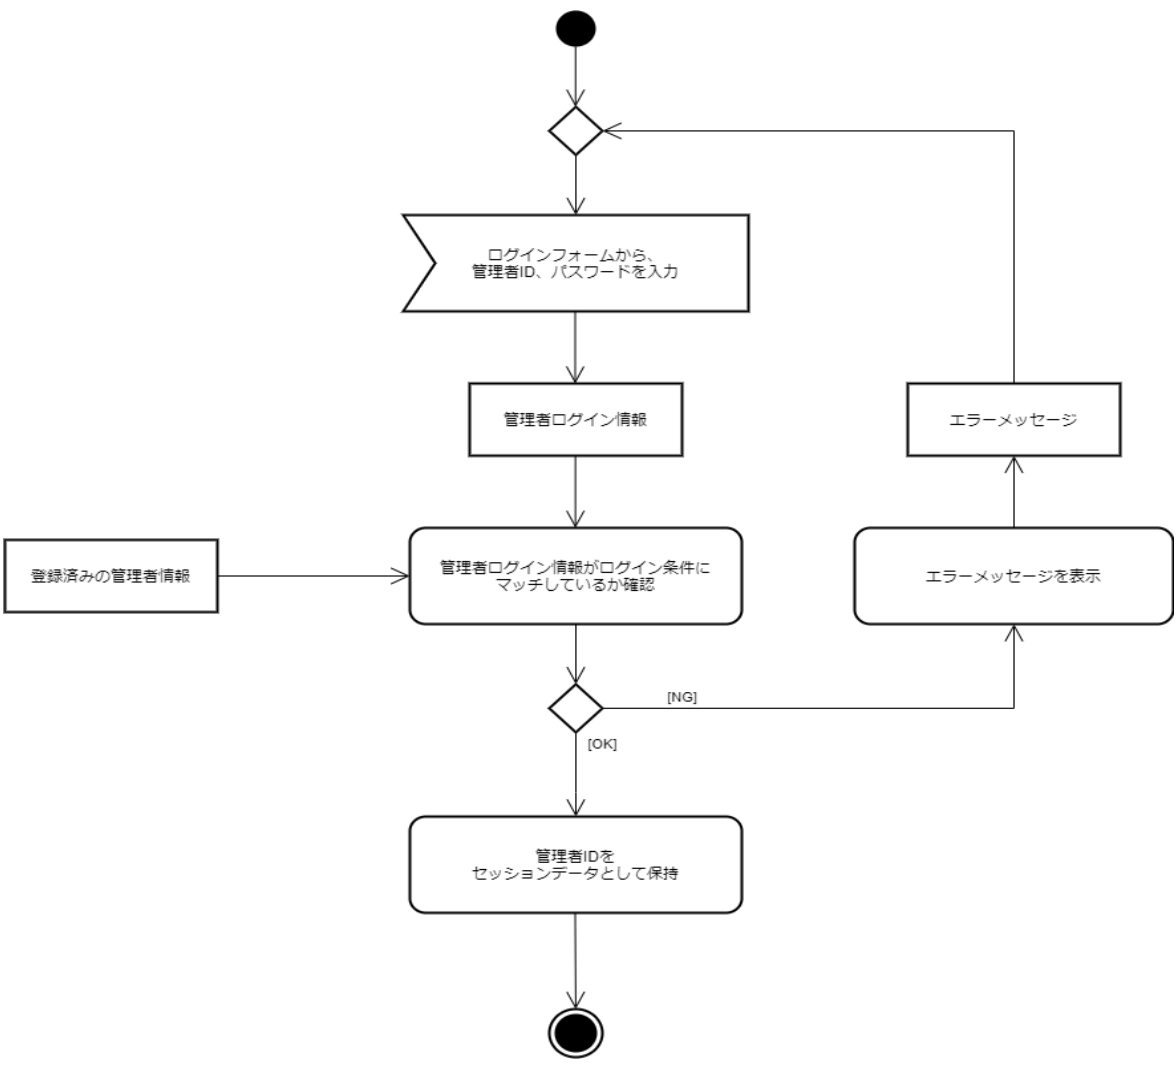 ログインフォームから、
管理者ID、パスワードを入力
管理者ログイン情報
エラーメッセージ
登録済みの管理者情報
管理者ログイン情報がログイン条件に
マッチしているか確認
エラーメッセージを表示
[NG]
[OK]
管理者IDを
セッションデータとして保持